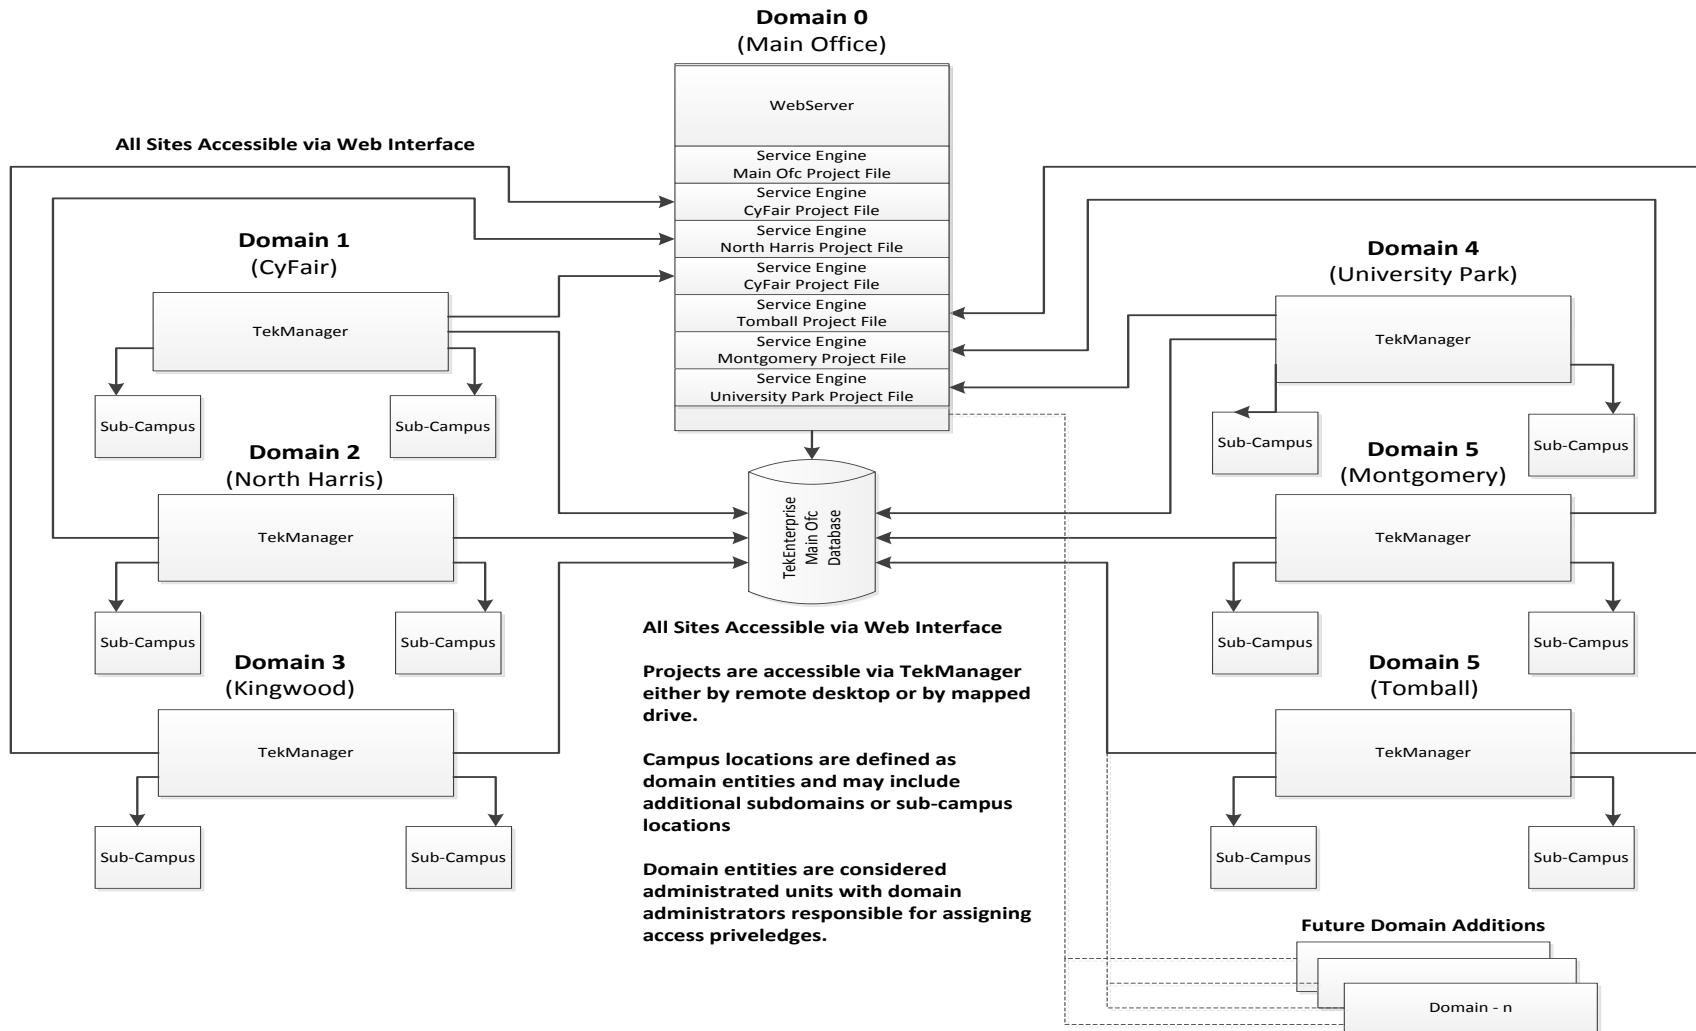 Domain 0
(Main Office)
WebServer
Service Engine
Main Ofc Project File
Service Engine
CyFair Project File
Service Engine
North Harris Project File
Service Engine
CyFair Project File
Service Engine
Tomball Project File
Service Engine
Montgomery Project File
Service Engine
University Park Project File
All Sites Accessible via Web Interface
Domain 1
(CyFair)
TekManager
Sub-Campus
Sub-Campus
Domain 2
(North Harris)
TekManager
Sub-Campus
Sub-Campus
Domain 3
(Kingwood)
TekManager
Sub-Campus
Sub-Campus
TekEnterprise
Main Ofc
Database
All Sites Accessible via Web Interface
Projects are accessible via TekManager
either by remote desktop or by mapped
drive.
Campus locations are defined as
domain entities and may include
additional subdomains or sub-campus
locations
Domain entities are considered
administrated units with domain
administrators responsible for assigning
access priveledges.
Domain 4
(University Park)
TekManager
Sub-Campus
Sub-Campus
Domain 5
(Montgomery)
TekManager
Sub-Campus
Sub-Campus
Domain 5
(Tomball)
TekManager
Sub-Campus
Sub-Campus
Future Domain Additions
Domain - n